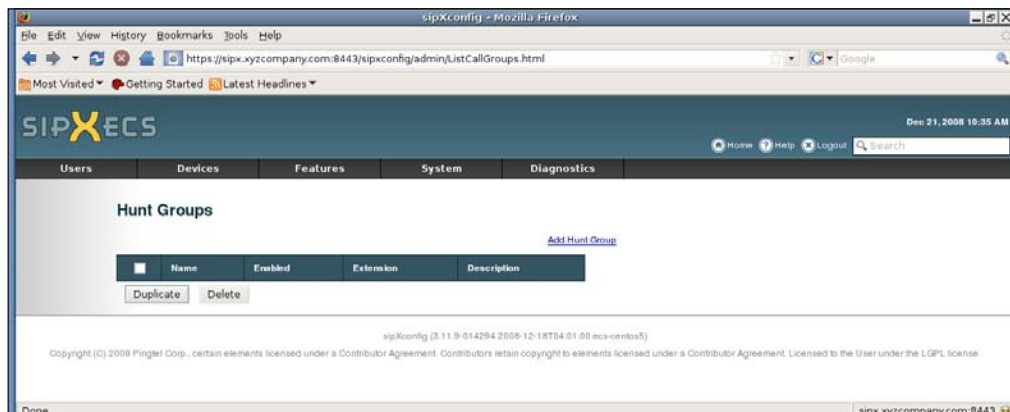 sipXconfig - Mozilla Firefox
File Edit View History Bookmarks Tools Help
https://sipx.xyzcompany.com:8443/sipxconfig/admin/ListCallGroups.html
Google
Most Visited Getting Started Latest Headlines
SIPXECS
Dec 21, 2008 10:35 AM
Home Help Logout Search
Users Devices Features System Diagnostics
Hunt Groups
Add Hunt Group
Name Enabled Extension Description
Duplicate Delete
sipXconfig (3.11.9-014294 2008-12-18T04:01:00 ecs-centos5)
Copyright (C) 2008 Pingtel Corp., certain elements licensed under a Contributor Agreement. Contributors retain copyright to elements licensed under a Contributor Agreement. Licensed to the User under the LGPL license.
Done
sipx.xyzcompany.com:8443